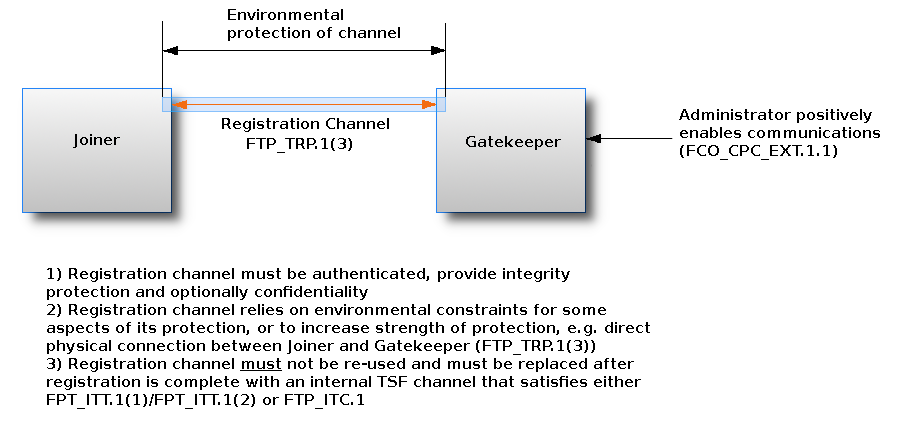 Environmental
protection of channel
Joiner
Registration Channel
FTP_TRP.1(3)
Gatekeeper
Administrator positively
enables communications
(FCO_CPC_EXT.1.1)
1) Registration channel must be authenticated, provide integrity
protection and optionally confidentiality
2) Registration channel relies on environmental constraints for some
aspects of its protection, or to increase strength of protection, e.g. direct
physical connection between Joiner and Gatekeeper (FTP_TRP.1(3))
3) Registration channel must not be re-used and must be replaced after
registration is complete with an internal TSF channel that satisfies either
FPT_ITT.1(1)/FPT_ITT.1(2) or FTP_ITC.1